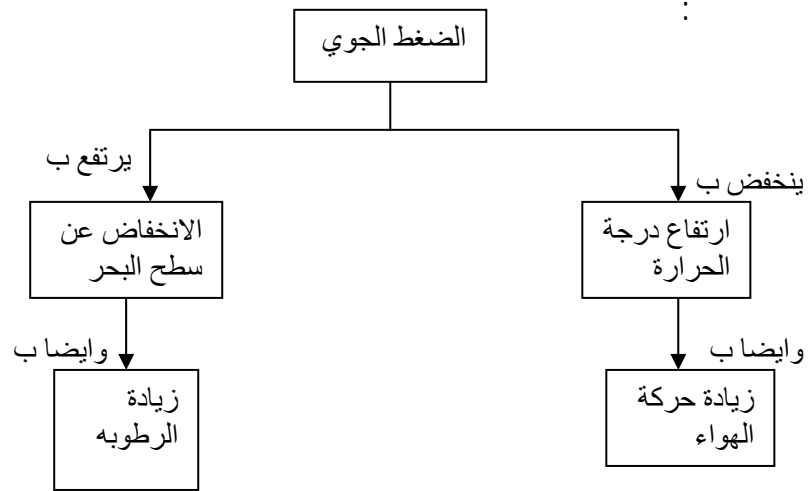 :
الضغط الجوي
ينخفض ب
يرتفع ب
ارتفاع درجة
الحرارة
الانخفاض عن
سطح البحر
وايضا ب
وايضا ب
زيادة حركة
الهواء
زيادة
الرطوبه